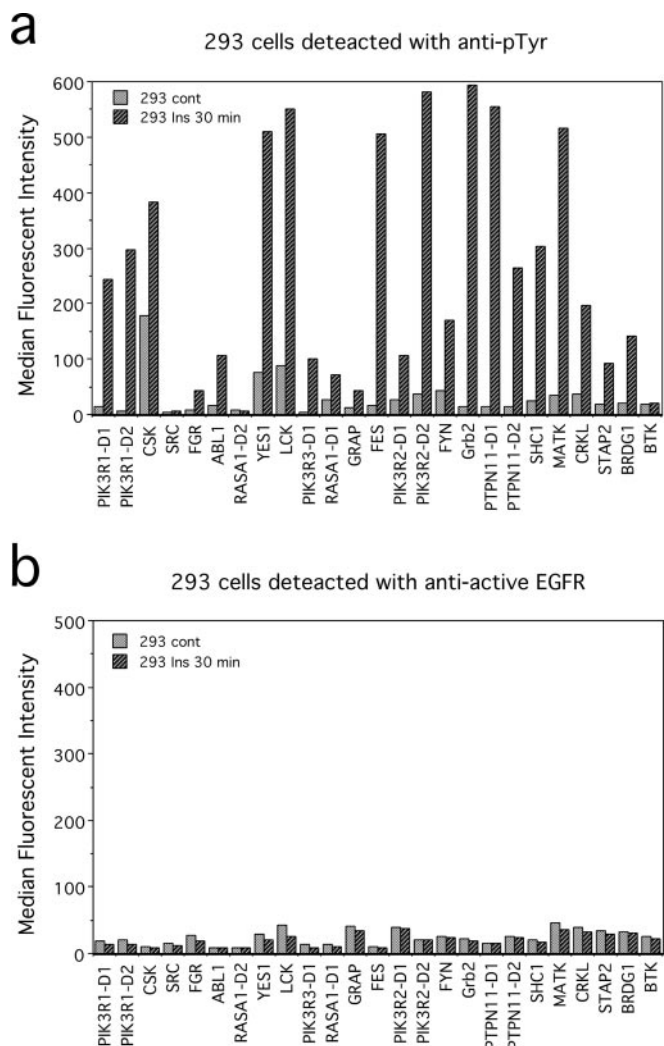 a
293 cells deteacted with anti-pTyr
600
500
400
300
200
100
0
Median Fluorescent Intensity
293 cont
293 Ins 30 min
PIK3R1-D1
PIK3R1-D2
CSK
SRC
FGR
ABL1
RASA1-D2
YES1
LCK
PIK3R3-D1
RASA1-D1
GRAP
FES
PIK3R2-D1
PIK3R2-D2
FYN
Grb2
PTPN11-D1
PTPN11-D2
SHC1
MATK
CRKL
STAP2
BRDG1
BTK
b
293 cells deteacted with anti-active EGFR
500
400
300
200
100
0
Median Fluorescent Intensity
293 cont
293 Ins 30 min
PIK3R1-D1
PIK3R1-D2
CSK
SRC
FGR
ABL1
RASA1-D2
YES1
LCK
PIK3R3-D1
RASA1-D1
GRAP
FES
PIK3R2-D1
PIK3R2-D2
FYN
Grb2
PTPN11-D1
PTPN11-D2
SHC1
MATK
CRKL
STAP2
BRDG1
BTK